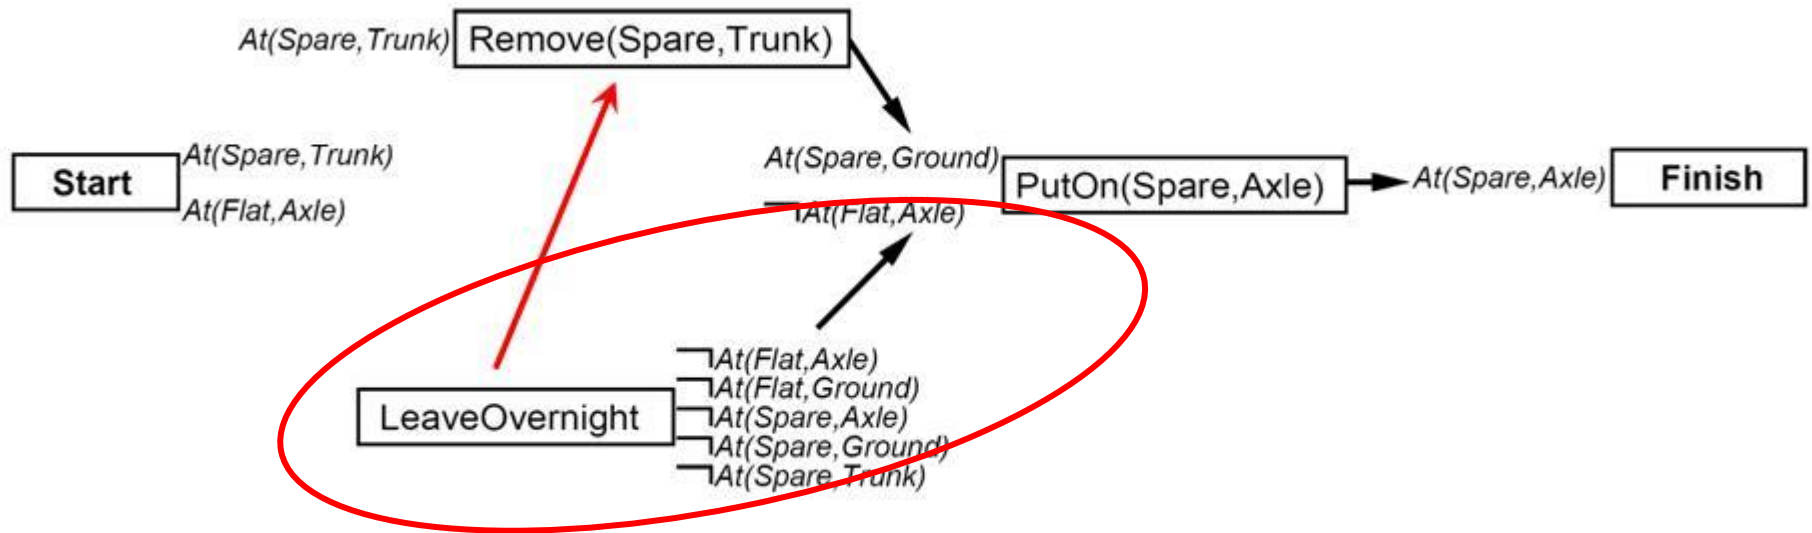 At(Spare,Trunk) Remove(Spare,Trunk)
Start
At(Spare,Trunk)
At(Flat,Axle)
At(Spare,Ground)
¬At(Flat,Axle)
PutOn(Spare,Axle)
At(Spare,Axle)
Finish
LeaveOvernight
¬At(Flat,Axle)
¬At(Flat,Ground)
¬At(Spare,Axle)
¬At(Spare,Ground)
¬At(Spare,Trunk)